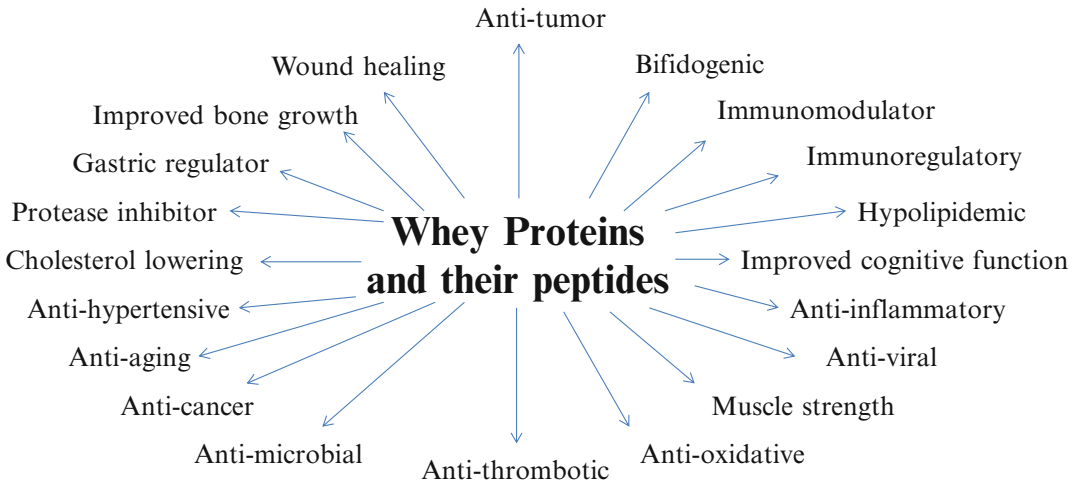 Anti-tumor
Wound healing
Bifidogenic
Improved bone growth
Immunomodulator
Gastric regulator
Immunoregulatory
Protease inhibitor
Whey Proteins
and their peptides
Hypolipidemic
Cholesterol lowering
Improved cognitive function
Anti-hypertensive
Anti-inflammatory
Anti-aging
Anti-viral
Anti-cancer
Muscle strength
Anti-microbial
Anti-thrombotic
Anti-oxidative